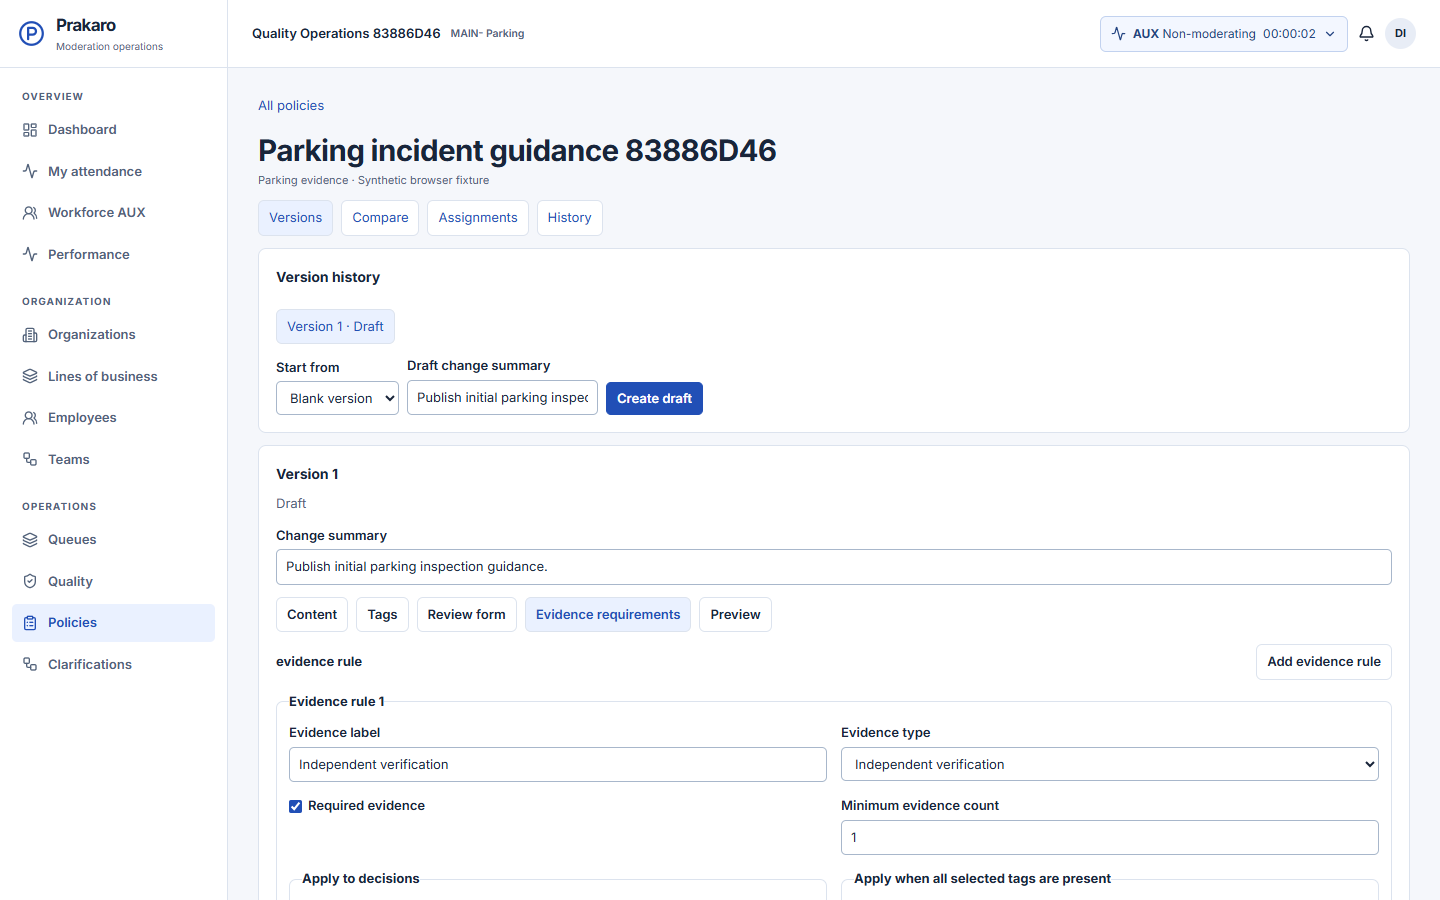 Prakaro
Moderation operations
Quality Operations 83886D46 MAIN- Parking
AUX Non-moderating 00:00:02
DI
OVERVIEW
Dashboard
My attendance
Workforce AUX
Performance
ORGANIZATION
Organizations
Lines of business
Employees
Teams
OPERATIONS
Queues
Quality
Policies
Clarifications
All policies
Parking incident guidance 83886D46
Parking evidence · Synthetic browser fixture
Versions Compare Assignments History
Version history
Version 1 · Draft
Start from Draft change summary
Blank version Publish initial parking inspec Create draft
Version 1
Draft
Change summary
Publish initial parking inspection guidance.
Content Tags Review form Evidence requirements Preview
evidence rule Add evidence rule
Evidence rule 1
Evidence label Evidence type
Independent verification Independent verification
Required evidence Minimum evidence count
1
Apply to decisions Apply when all selected tags are present